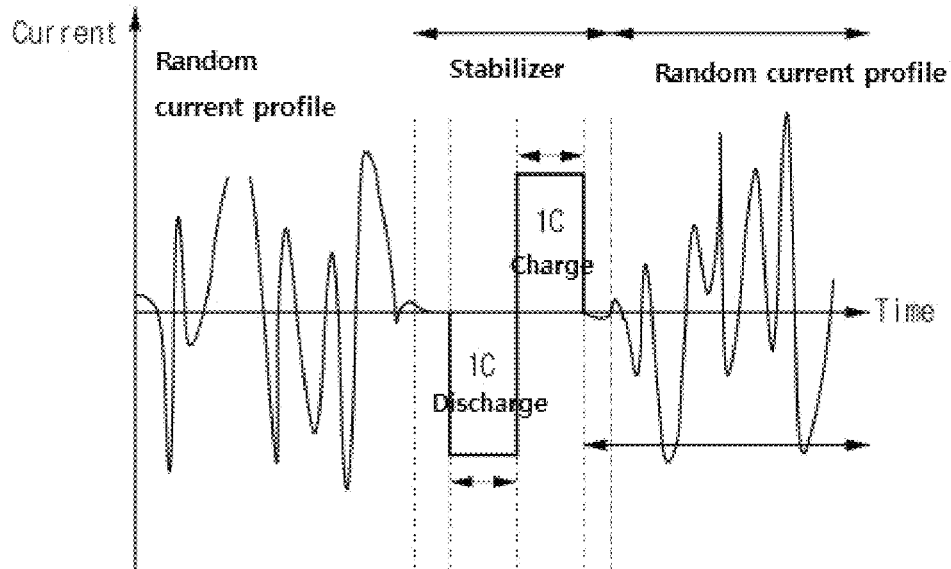 Current
Random
current profile
Stabilizer
Random current profile
1C
Charge
Time
1C
Discharge